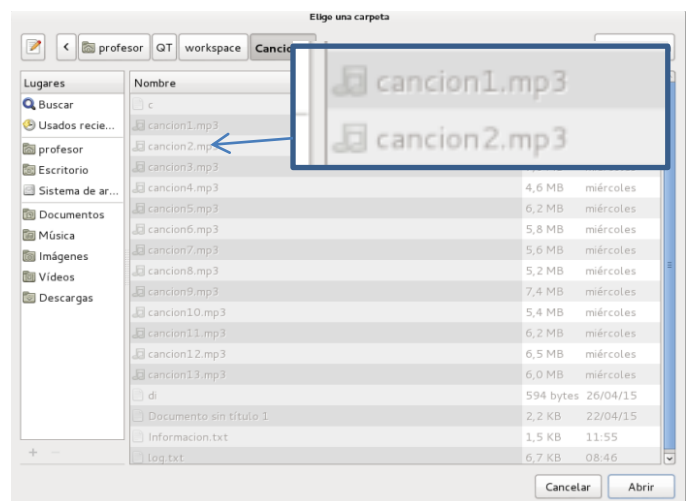 Elige una carpeta
profesor QT workspace Cancio
Lugares
Buscar
Usados recie...
profesor
Escritorio
Sistema de ar...
Documentos
Música
Imágenes
Vídeos
Descargas
Nombre
c
cancion1.mp3
cancion2.mp3
cancion3.mp3
cancion4.mp3 4,6 MB miércoles
cancion5.mp3 6,2 MB miércoles
cancion6.mp3 5,8 MB miércoles
cancion7.mp3 5,6 MB miércoles
cancion8.mp3 5,2 MB miércoles
cancion9.mp3 7,4 MB miércoles
cancion10.mp3 5,4 MB miércoles
cancion11.mp3 6,2 MB miércoles
cancion12.mp3 6,5 MB miércoles
cancion13.mp3 6,0 MB miércoles
di 594 bytes 26/04/15
Documento sin título 1 2,2 KB 22/04/15
Informacion.txt 1,5 KB 11:55
log.txt 6,7 KB 08:46
cancion1.mp3
cancion2.mp3
Cancelar Abrir